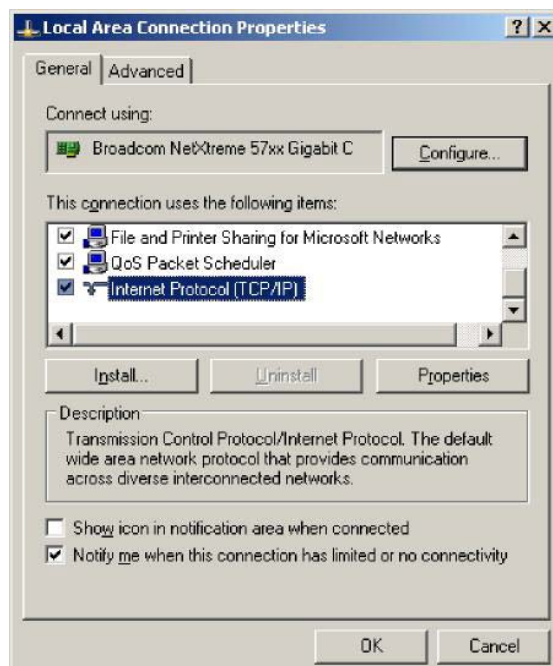 Local Area Connection Properties
General Advanced
Connect using:
Broadcom NetXtreme 57xx Gigabit C Configure...
This connection uses the following items:
File and Printer Sharing for Microsoft Networks
QoS Packet Scheduler
Internet Protocol (TCP/IP)
Install... Uninstall Properties
Description
Transmission Control Protocol/Internet Protocol. The default
wide area network protocol that provides communication
across diverse interconnected networks.
Show icon in notification area when connected
Notify me when this connection has limited or no connectivity
OK Cancel